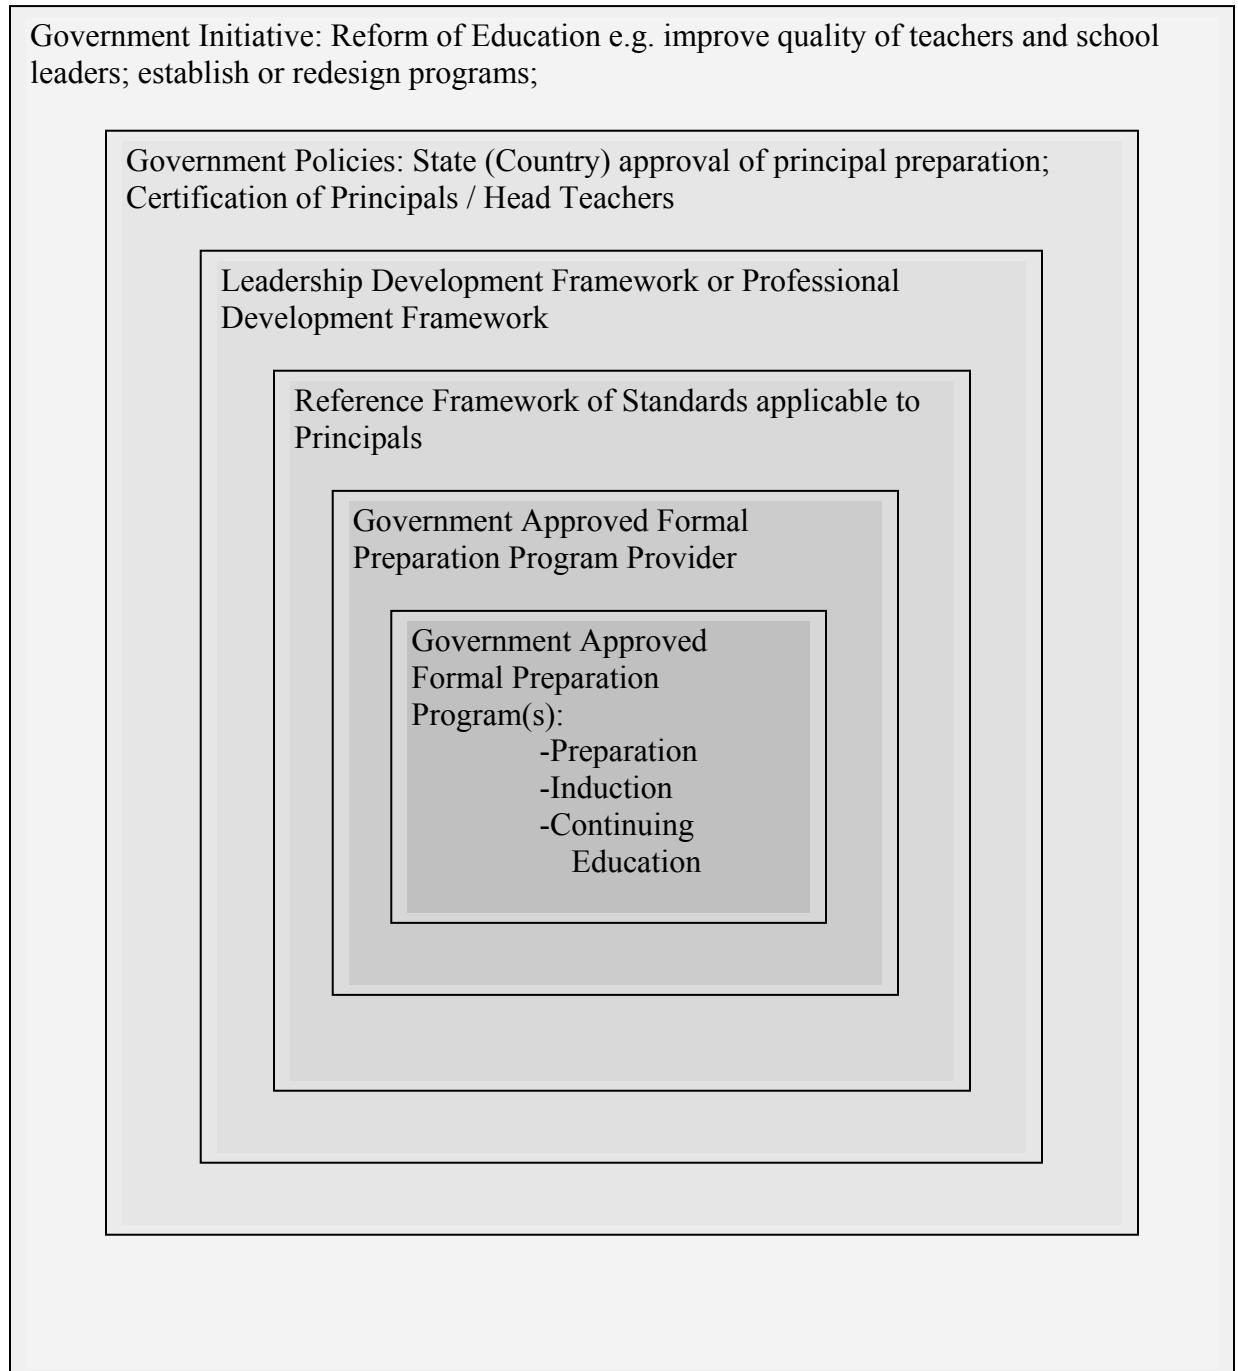 Government Initiative: Reform of Education e.g. improve quality of teachers and school
leaders; establish or redesign programs;
Government Policies: State (Country) approval of principal preparation;
Certification of Principals / Head Teachers
Leadership Development Framework or Professional
Development Framework
Reference Framework of Standards applicable to
Principals
Government Approved Formal
Preparation Program Provider
Government Approved
Formal Preparation
Program(s):
-Preparation
-Induction
-Continuing
Education